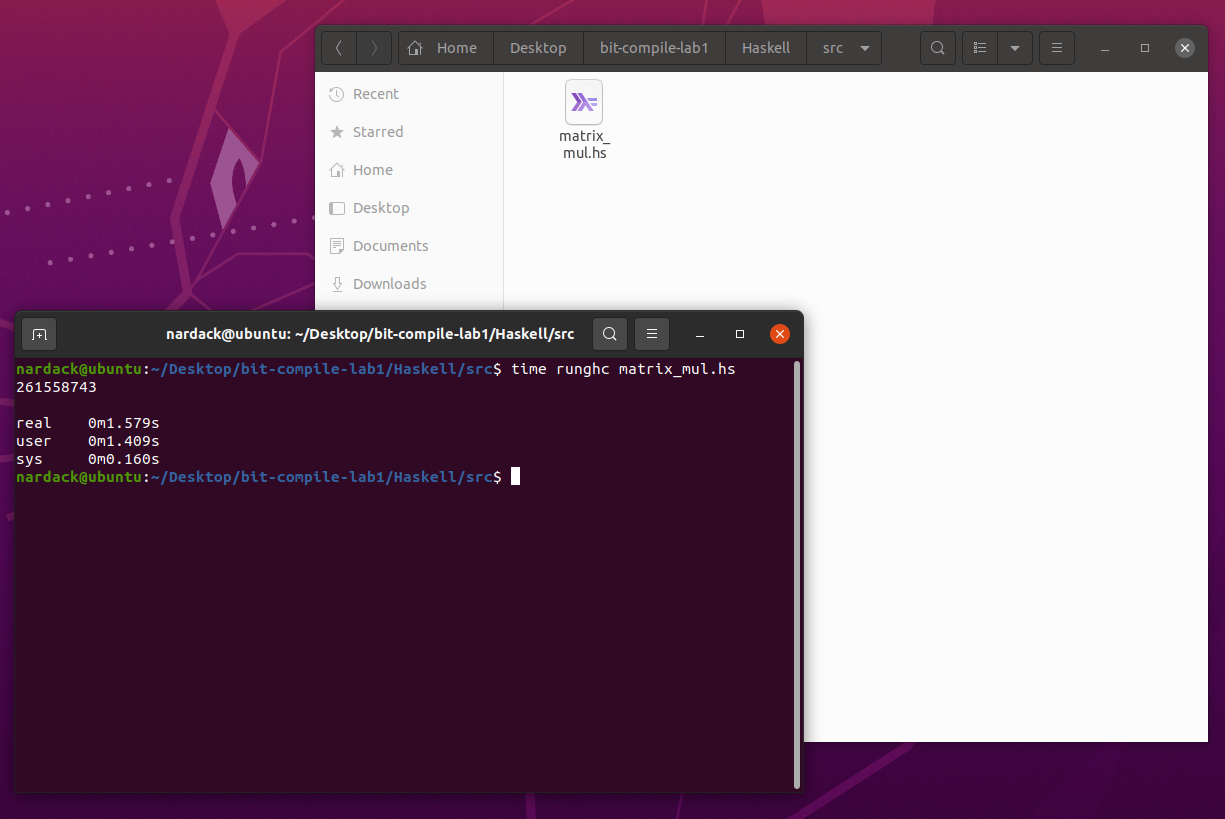 Home Desktop bit-compile-lab1 Haskell src
Recent
Starred
Home
Desktop
Documents
Downloads
matrix_
mul.hs
nardack@ubuntu: ~/Desktop/bit-compile-lab1/Haskell/src
nardack@ubuntu:~/Desktop/bit-compile-lab1/Haskell/src$ time runghc matrix_mul.hs
261558743
real 0m1.579s
user 0m1.409s
sys 0m0.160s
nardack@ubuntu:~/Desktop/bit-compile-lab1/Haskell/src$